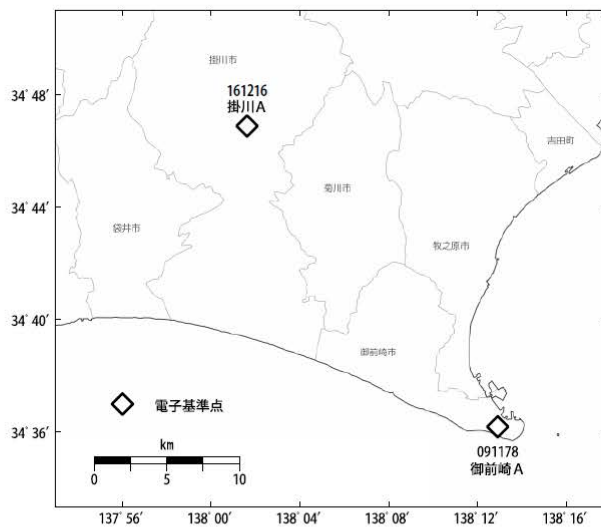 掛川市
34° 48′
161216
掛川A
吉田町
菊川市
34° 44′
袋井市
牧之原市
34° 40′
御前崎市
電子基準点
34° 36′
km
091178
0 5 10
御前崎A
137° 56′ 138° 00′ 138° 04′ 138° 08′ 138° 12′ 138° 16′